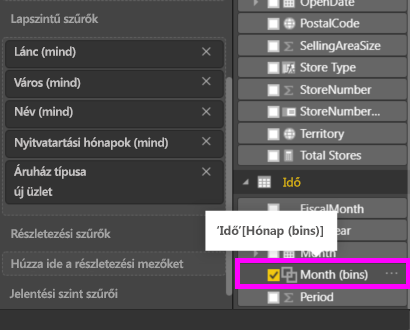 Lapszintű szűrők
Lánc (mind)
Város (mind)
Név (mind)
Nyitvatartási hónapok (mind)
Áruház típusa
új üzlet
Részletezési szűrők
Húzza ide a részletezési mezőket
Jelentési szint szűrői
OpenDate
PostalCode
SellingAreaSize
Store Type
StoreNumber
StoreNumber...
Territory
Total Stores
Idő
FiscalMonth
'Idő'[Hónap (bins)]
Month
Month (bins)
Period